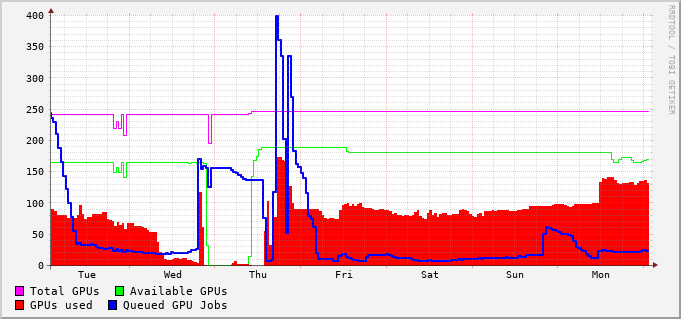 400
350
300
250
200
150
100
50
0
Tue Wed Thu Fri Sat Sun Mon
Total GPUs Available GPUs
GPUs used Queued GPU Jobs
RRDTOOL / TOBI OETIKER